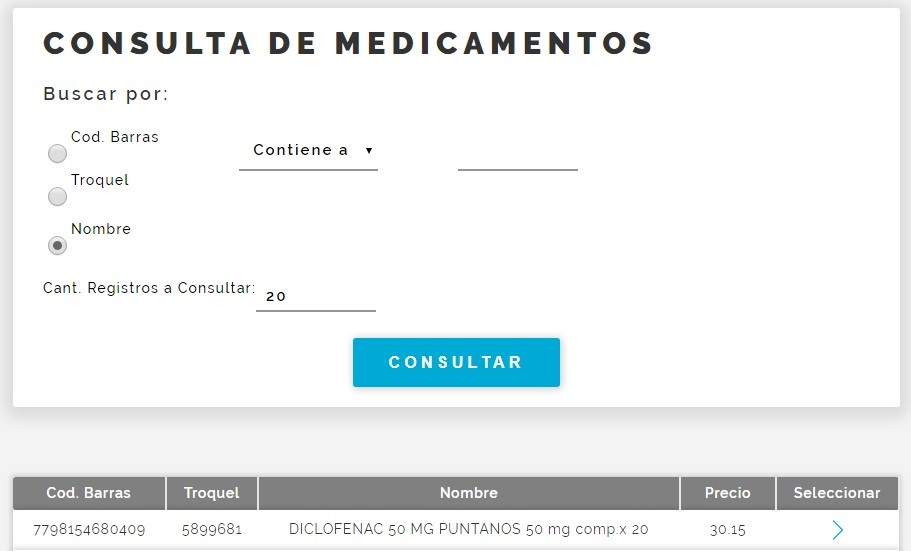 CONSULTA DE MEDICAMENTOS
Buscar por:
Cod. Barras
Contiene a
Troquel
Nombre
Cant. Registros a Consultar: 20
CONSULTAR
Cod. Barras Troquel Nombre Precio Seleccionar
7798154680409 5899681 DICLOFENAC 50 MG PUNTANOS 50 mg comp.x 20 30.15